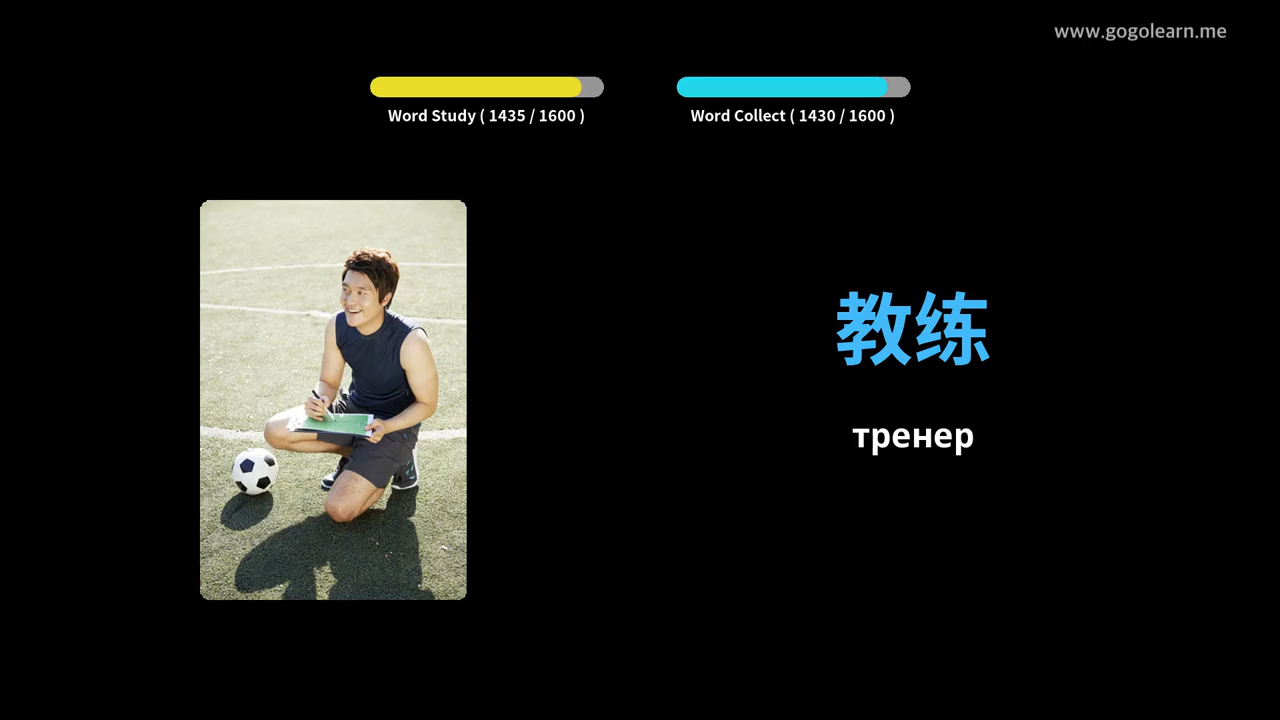 www.gogolearn.me
Word Study ( 1435 / 1600 )
Word Collect ( 1430 / 1600 )
教练
тренер